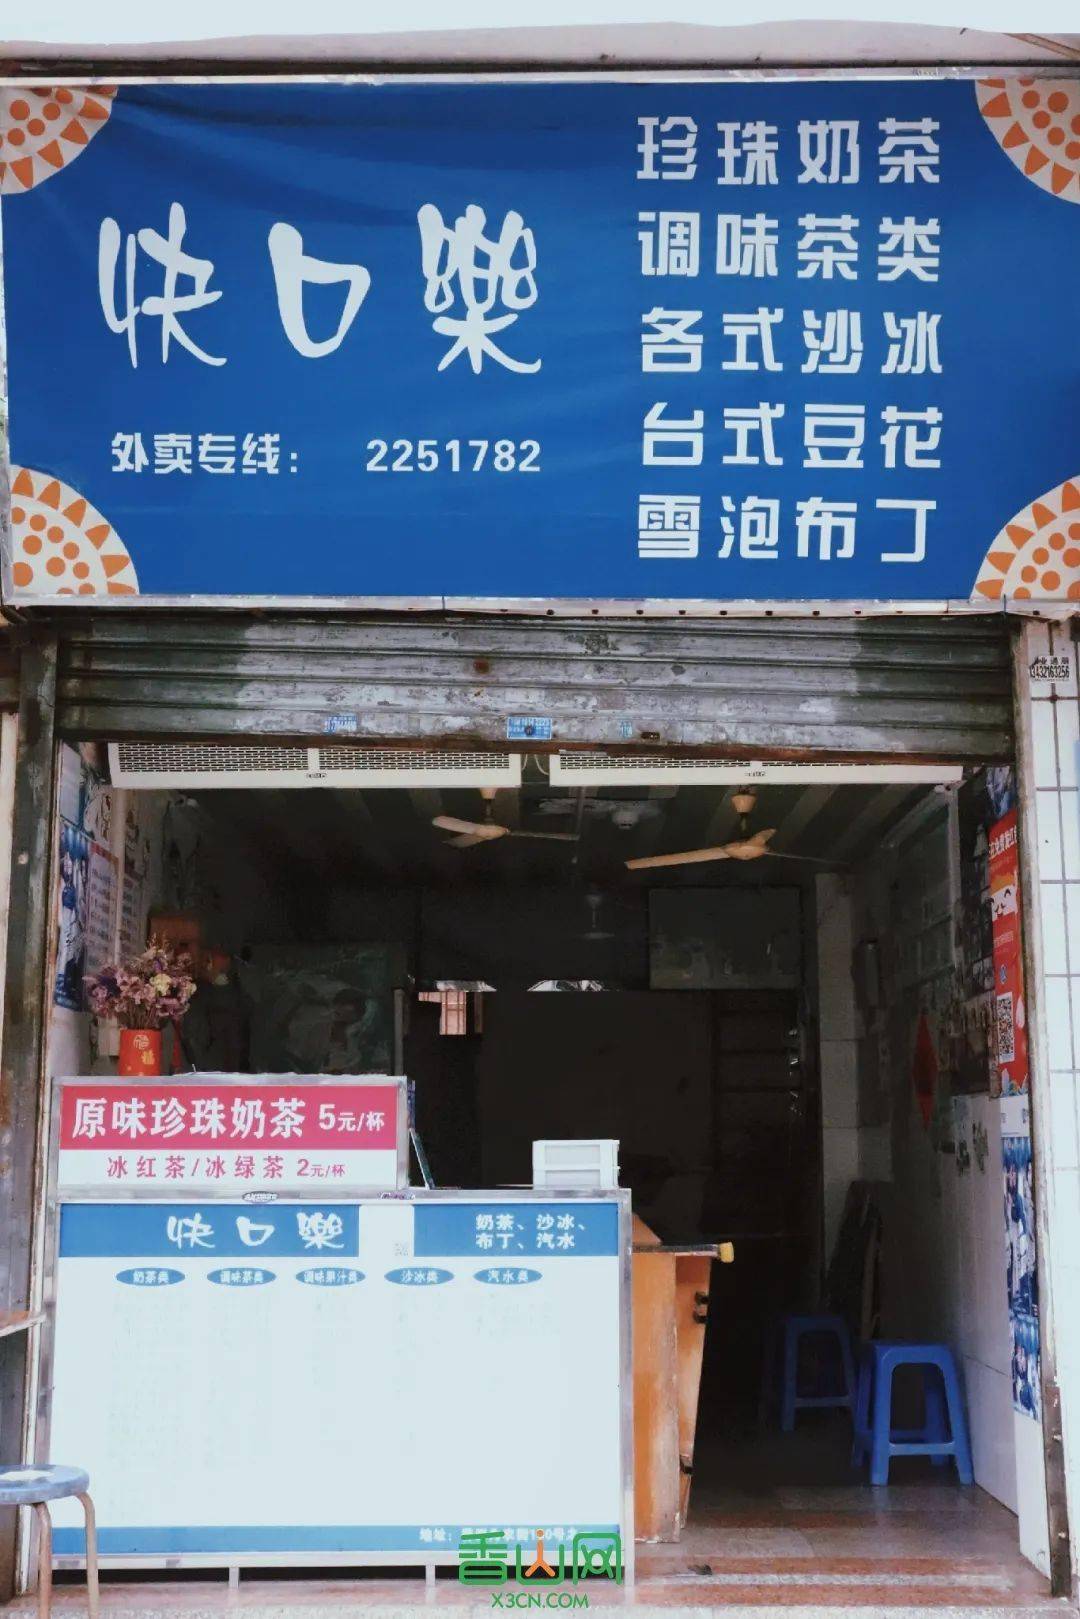 快口樂
外卖专线： 2251782
珍珠奶茶
调味茶类
各式沙冰
台式豆花
雪泡布丁
13432163256
原味珍珠奶茶 5元/杯
冰红茶/冰绿茶 2元/杯
快口樂
奶茶、沙冰、
布丁、汽水
奶茶类 调味茶类 调味果汁类 沙冰类 汽水类
福
地址：
香山网
X3CN.COM